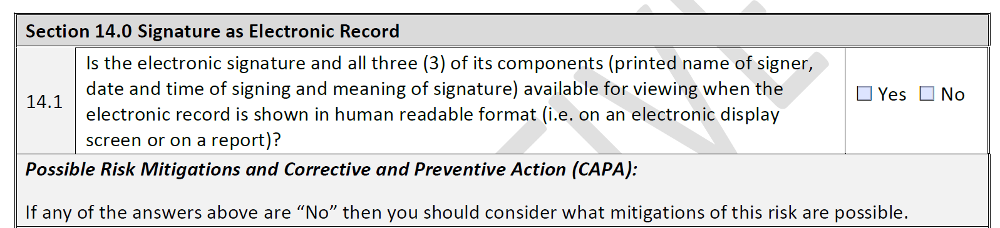 Section 14.0 Signature as Electronic Record
14.1
Is the electronic signature and all three (3) of its components (printed name of signer,
date and time of signing and meaning of signature) available for viewing when the
electronic record is shown in human readable format (i.e. on an electronic display
screen or on a report)?
Yes No
Possible Risk Mitigations and Corrective and Preventive Action (CAPA):
If any of the answers above are “No” then you should consider what mitigations of this risk are possible.